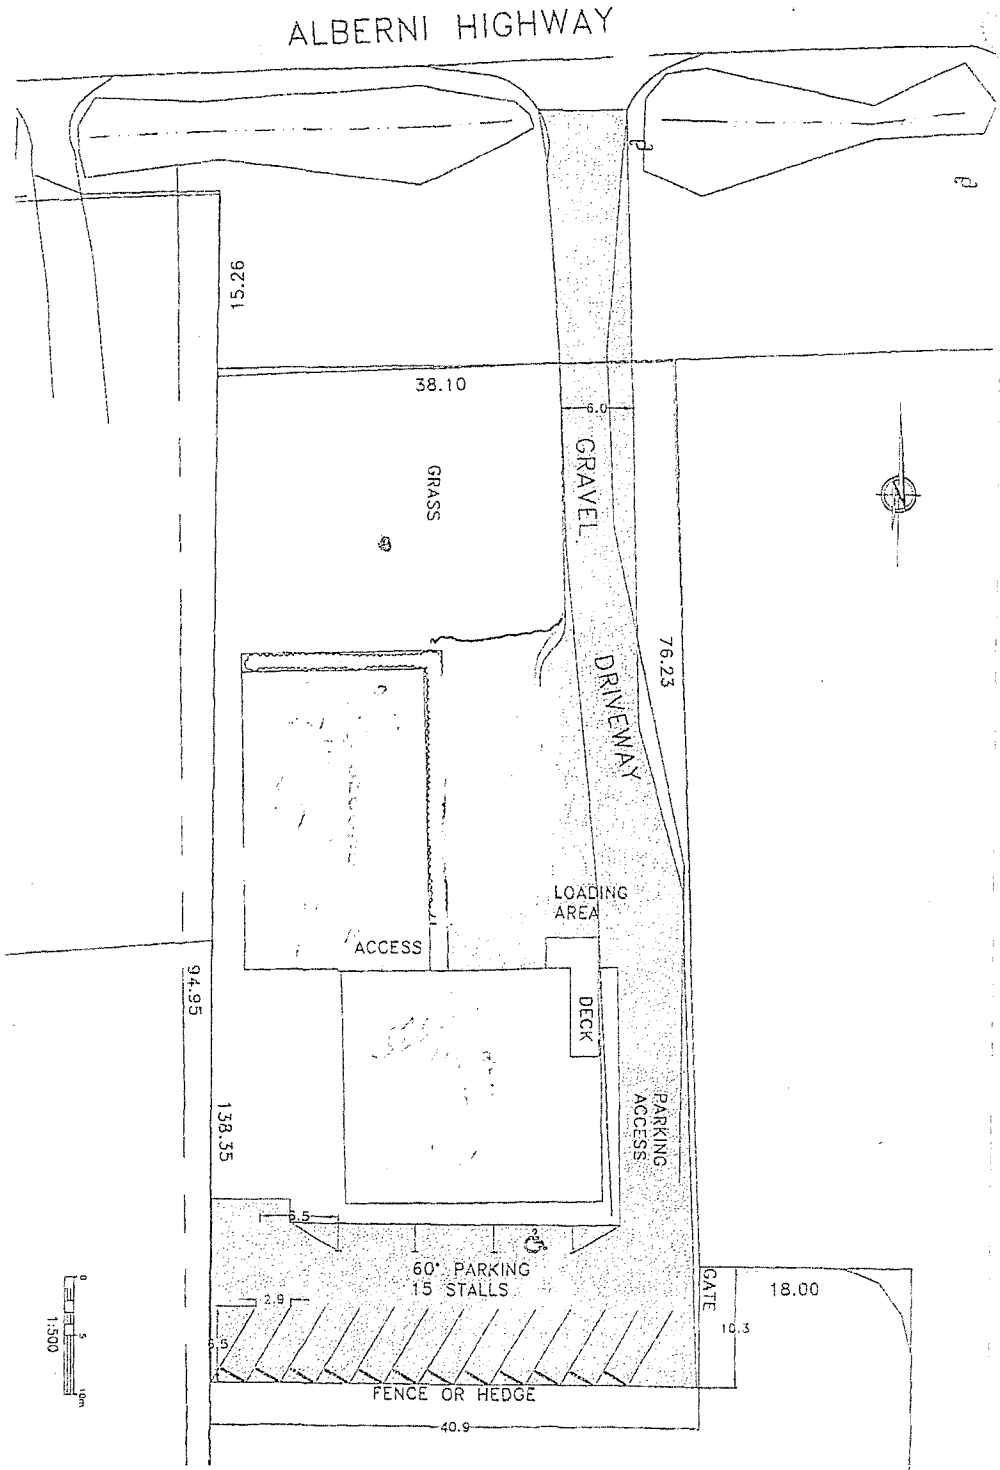 ALBERNI HIGHWAY
15.26
38.10
6.0
GRAVEL
GRASS
76.23
DRIVEWAY
LOADING
AREA
ACCESS
DECK
94.95
PARKING
ACCESS
138.35
5.5
60° PARKING
15 STALLS
GATE
18.00
2.9
10.3
5.5
0
5
10m
1:500
FENCE OR HEDGE
40.9